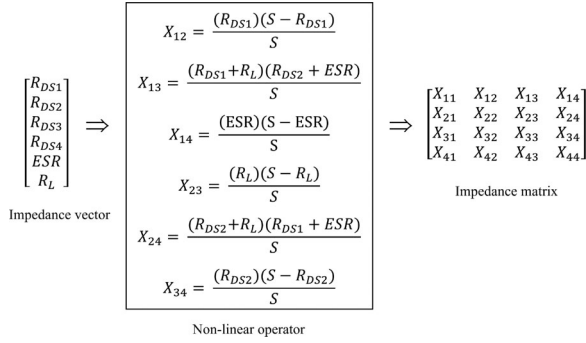 [R_{DS1} R_{DS2} R_{DS3} R_{DS4} ESR R_L]
⇒
X_{12} = (R_{DS1})(S − R_{DS1}) / S
X_{13} = (R_{DS1}+R_L)(R_{DS2} + ESR) / S
X_{14} = (ESR)(S − ESR) / S
X_{23} = (R_L)(S − R_L) / S
X_{24} = (R_{DS2}+R_L)(R_{DS1} + ESR) / S
X_{34} = (R_{DS2})(S − R_{DS2}) / S
⇒
X_{11} X_{12} X_{13} X_{14}
X_{21} X_{22} X_{23} X_{24}
X_{31} X_{32} X_{33} X_{34}
X_{41} X_{42} X_{43} X_{44}
Impedance vector
Non-linear operator
Impedance matrix